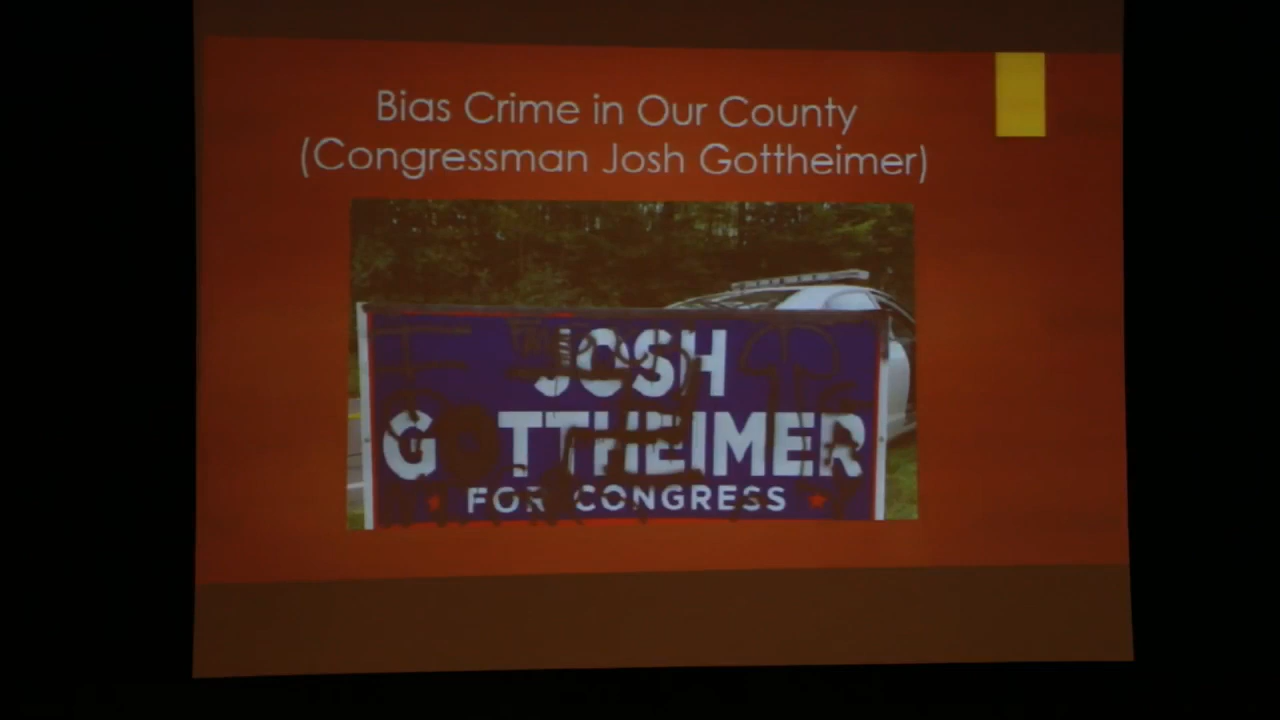 Bias Crime in Our County
(Congressman Josh Gottheimer)
JOSH
GOTTHEIMER
FOR CONGRESS